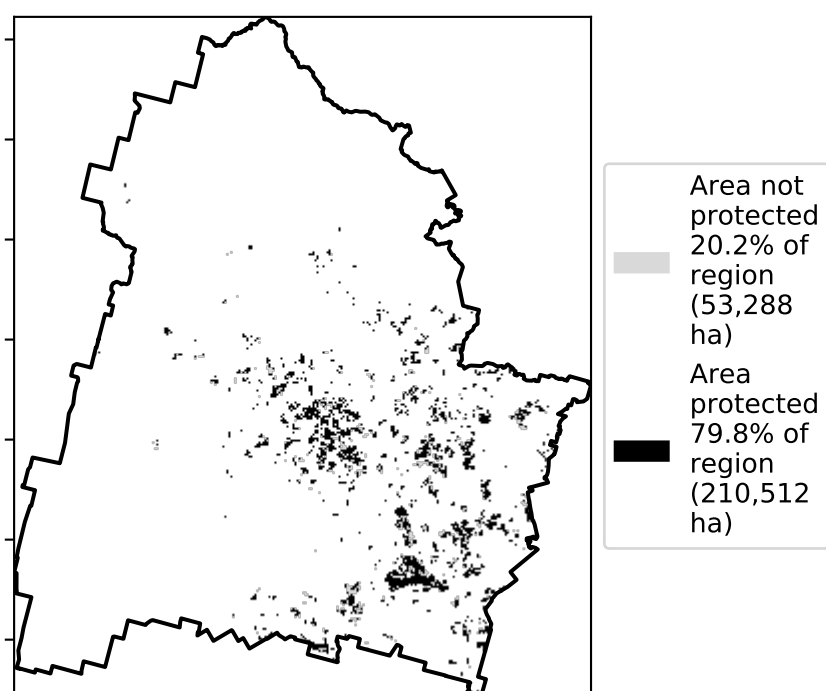 Area not
protected
20.2% of
region
(53,288
ha)
Area
protected
79.8% of
region
(210,512
ha)